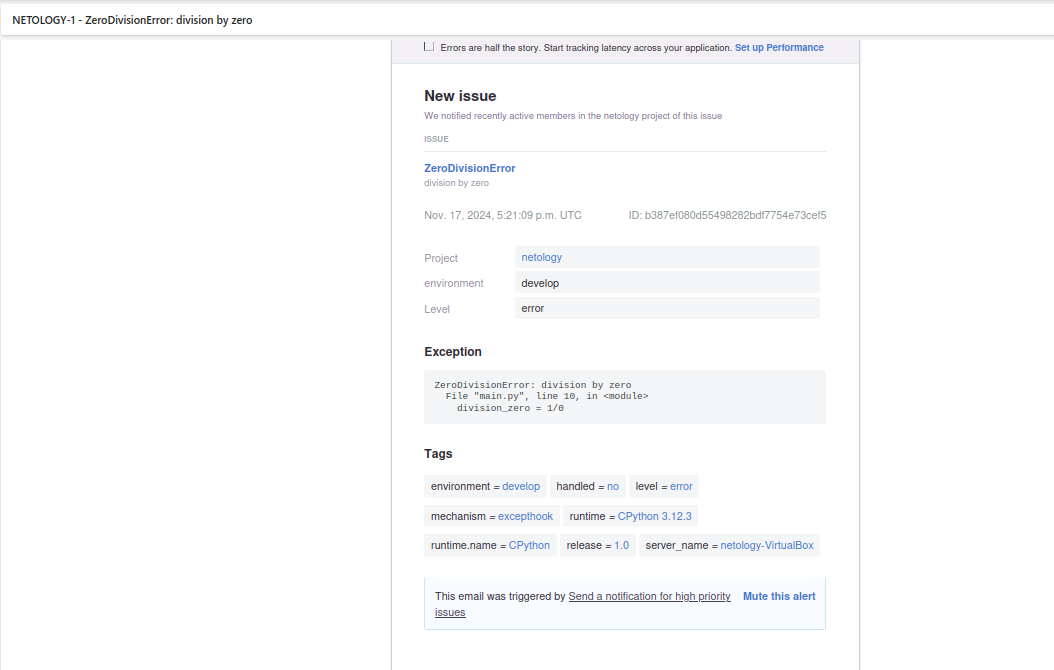 NETOLOGY-1 - ZeroDivisionError: division by zero
Errors are half the story. Start tracking latency across your application. Set up Performance
New issue
We notified recently active members in the netology project of this issue
ISSUE
ZeroDivisionError
division by zero
Nov. 17, 2024, 5:21:09 p.m. UTC ID: b387ef080d55498282bdf7754e73cef5
Project netology
environment develop
Level error
Exception
ZeroDivisionError: division by zero
File "main.py", line 10, in <module>
division_zero = 1/0
Tags
environment = develop handled = no level = error
mechanism = excepthook runtime = CPython 3.12.3
runtime.name = CPython release = 1.0 server_name = netology-VirtualBox
This email was triggered by Send a notification for high priority Mute this alert
issues